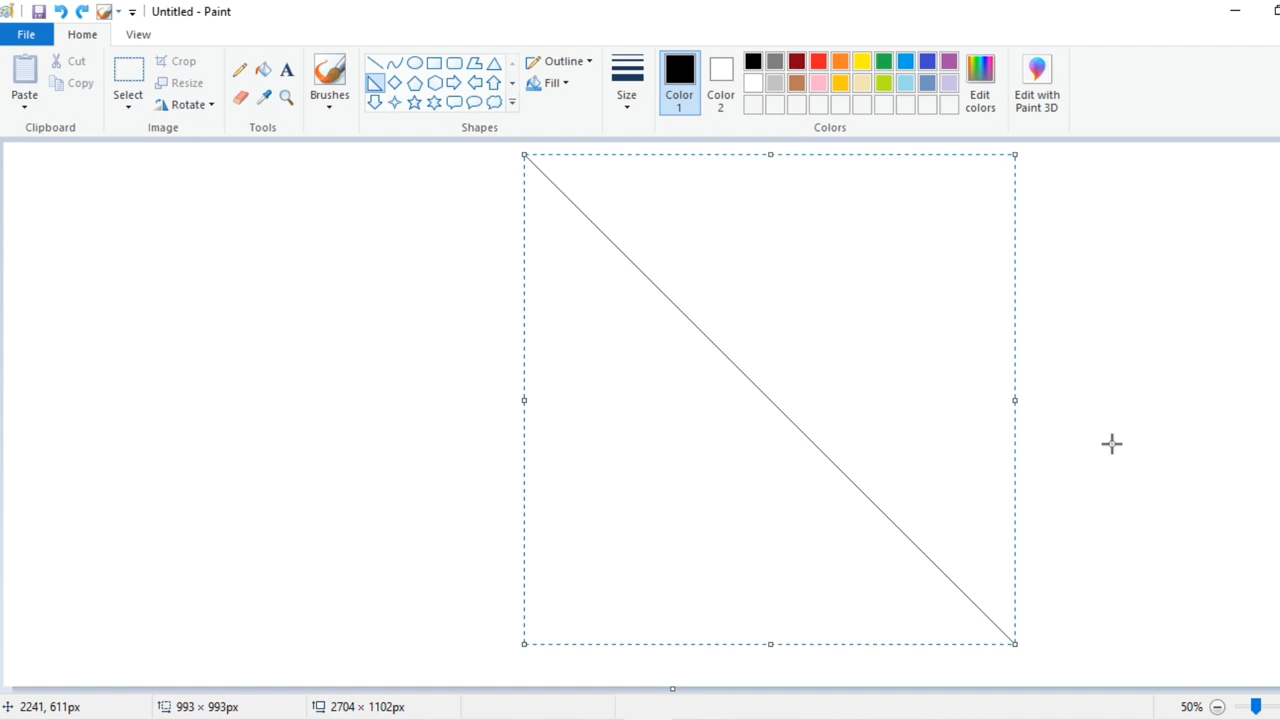 Untitled - Paint
File Home View
Paste
Cut
Copy
Clipboard
Select
Crop
Resize
Rotate
Image
A
Tools
Brushes
Shapes
Outline
Fill
Size
Color 1
Color 2
Edit colors
Colors
Edit with Paint 3D
2241, 611px 993 × 993px 2704 × 1102px 50%